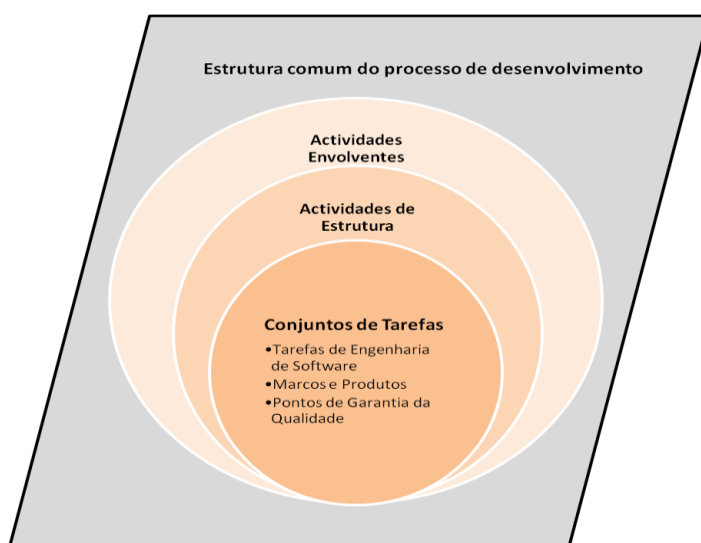 Estrutura comum do processo de desenvolvimento
Actividades
Envolventes
Actividades de
Estrutura
Conjuntos de Tarefas
•Tarefas de Engenharia
de Software
•Marcos e Produtos
•Pontos de Garantia da
Qualidade